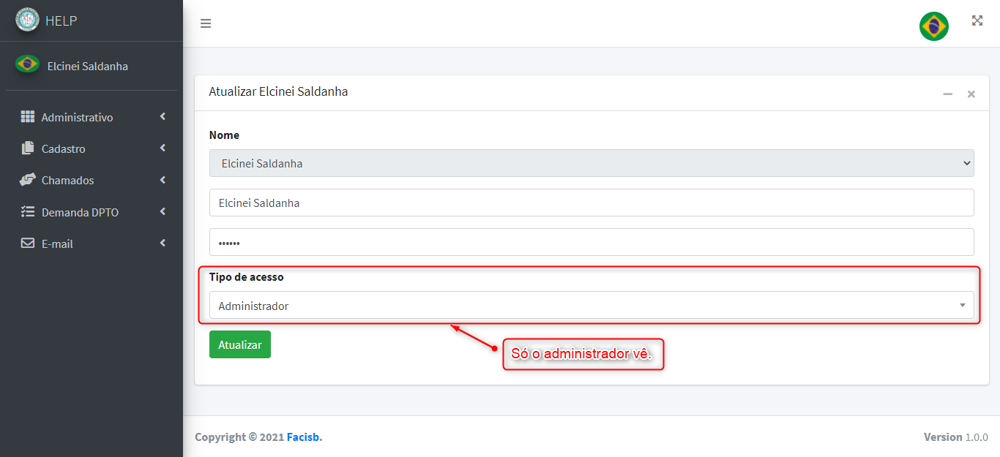 HELP
Elcinei Saldanha
Administrativo
Cadastro
Chamados
Demanda DPTO
E-mail
Atualizar Elcinei Saldanha
Nome
Elcinei Saldanha
Elcinei Saldanha
••••••
Tipo de acesso
Administrador
Atualizar
Só o administrador vê.
Copyright © 2021 Facisb.
Version 1.0.0